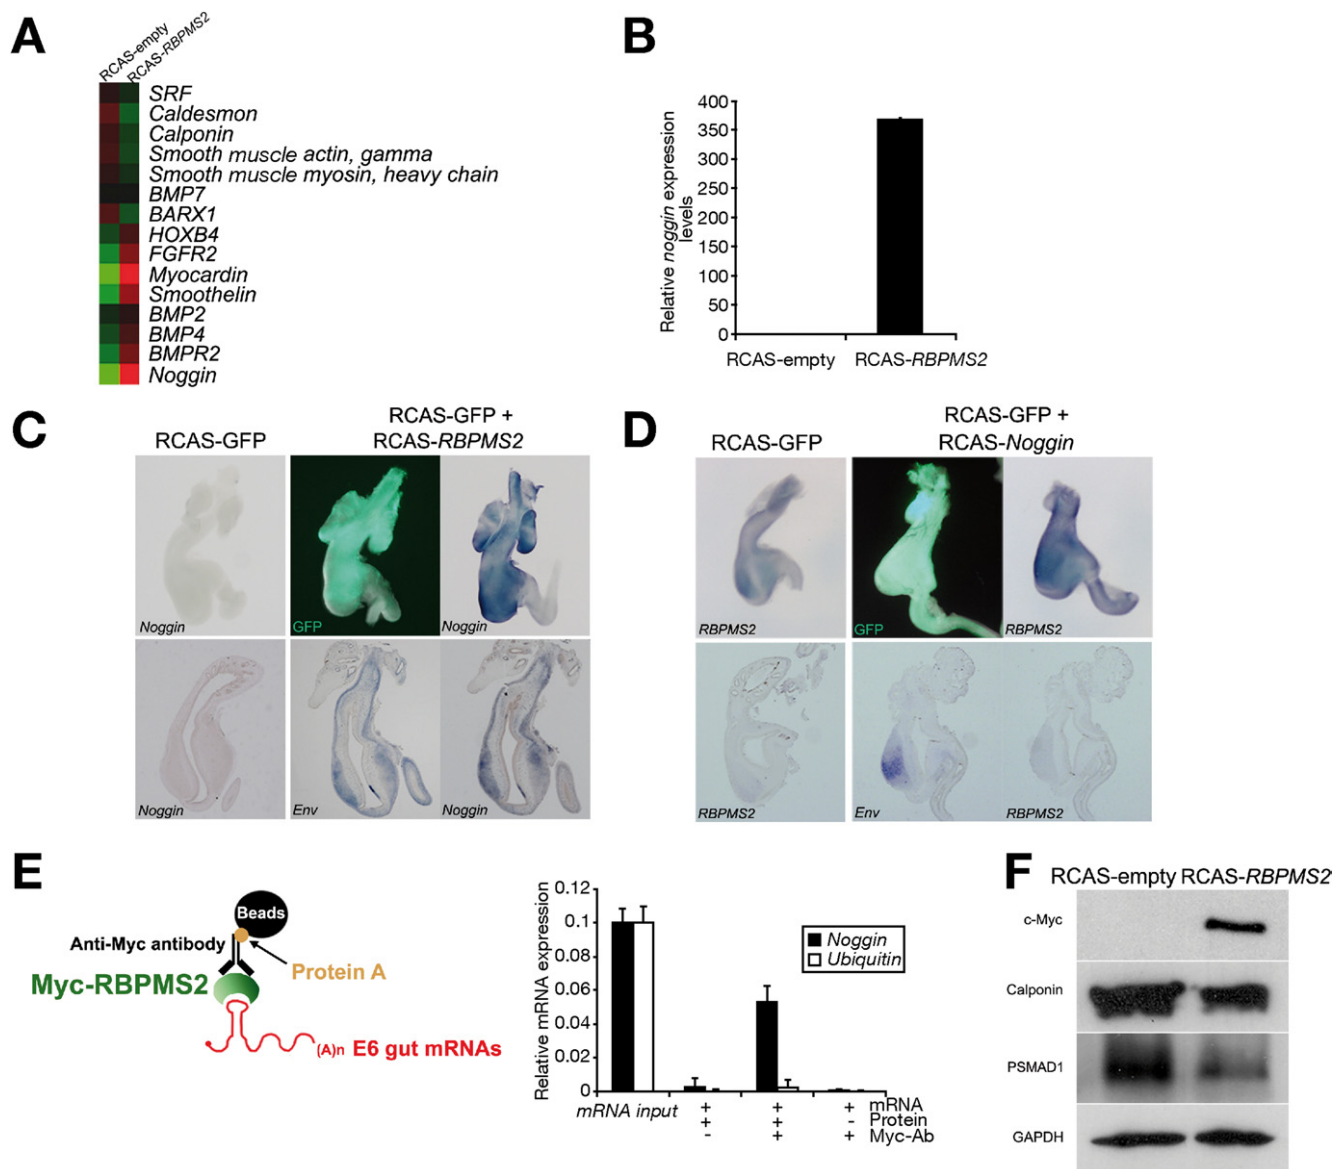 A
RCAS-empty
RCAS-RBPMS2
SRF
Caldesmon
Calponin
Smooth muscle actin, gamma
Smooth muscle myosin, heavy chain
BMP7
BARX1
HOXB4
FGFR2
Myocardin
Smoothelin
BMP2
BMP4
BMPR2
Noggin
B
Relative noggin expression
levels
400
350
300
250
200
150
100
50
0
RCAS-empty
RCAS-RBPMS2
C
RCAS-GFP
RCAS-GFP +
RCAS-RBPMS2
Noggin
GFP
Noggin
Noggin
Env
Noggin
D
RCAS-GFP
RCAS-GFP +
RCAS-Noggin
RBPMS2
GFP
RBPMS2
RBPMS2
Env
RBPMS2
E
Beads
Anti-Myc antibody
Protein A
Myc-RBPMS2
(A)n E6 gut mRNAs
Relative mRNA expression
0.12
0.1
0.08
0.06
0.04
0.02
0
Noggin
Ubiquitin
mRNA input
+ + + mRNA
+ + - Protein
- + + Myc-Ab
F
RCAS-empty RCAS-RBPMS2
c-Myc
Calponin
PSMAD1
GAPDH